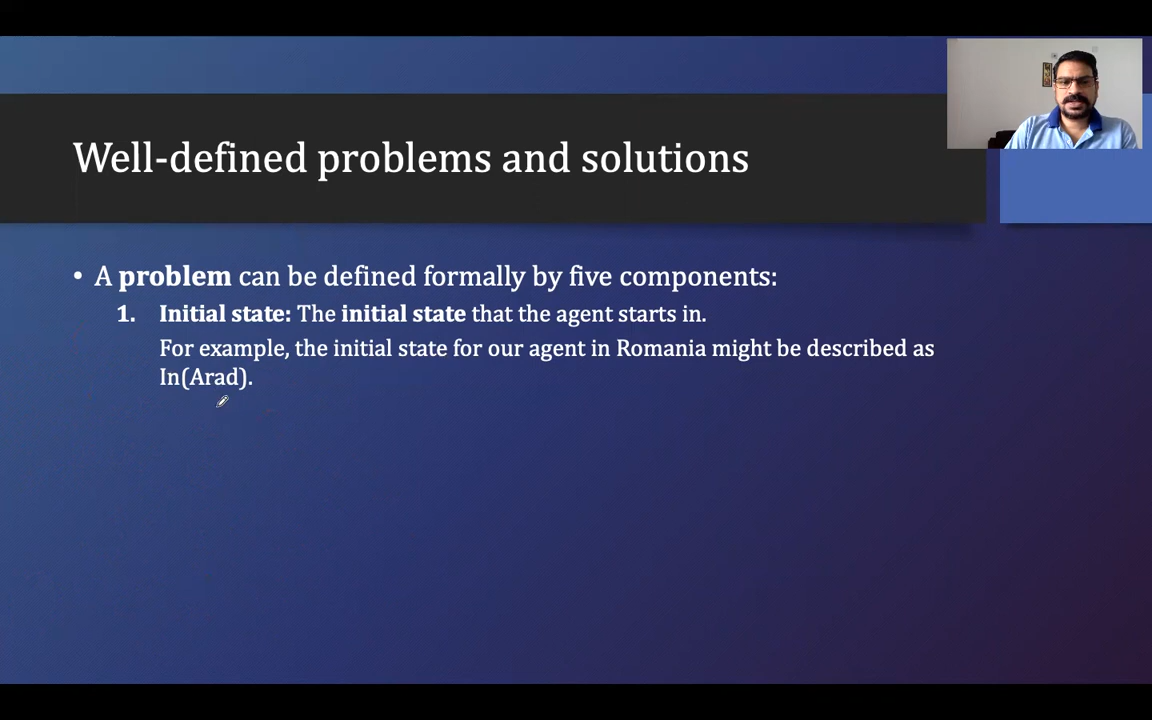 Well-defined problems and solutions
• A problem can be defined formally by five components:
1. Initial state: The initial state that the agent starts in.
For example, the initial state for our agent in Romania might be described as
In(Arad).